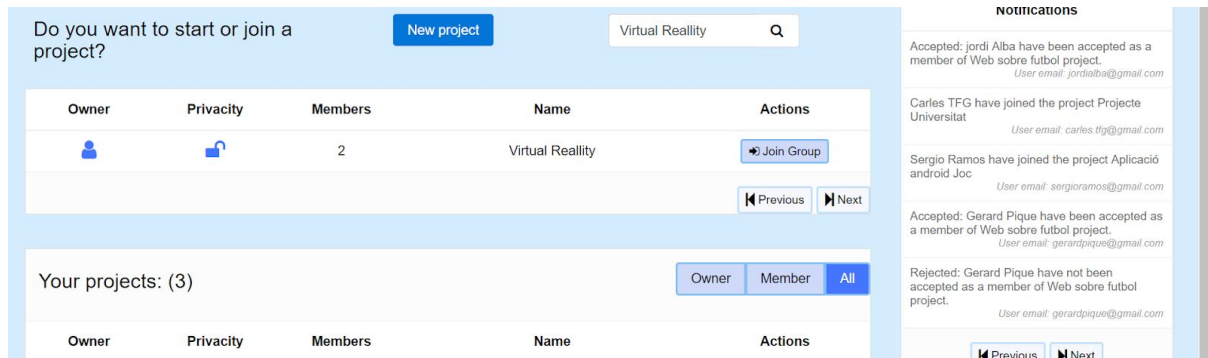 Do you want to start or join a
project?
New project
Virtual Reallity
Owner Privacity Members Name Actions
2 Virtual Reallity Join Group
Previous Next
Your projects: (3)
Owner Member All
Owner Privacity Members Name Actions
Notifications
Accepted: jordi Alba have been accepted as a
member of Web sobre futbol project.
User email: jordialba@gmail.com
Carles TFG have joined the project Projecte
Universitat
User email: carles.tfg@gmail.com
Sergio Ramos have joined the project Aplicació
android Joc
User email: sergioramos@gmail.com
Accepted: Gerard Pique have been accepted as
a member of Web sobre futbol project.
User email: gerardpique@gmail.com
Rejected: Gerard Pique have not been
accepted as a member of Web sobre futbol
project.
User email: gerardpique@gmail.com
Previous Next